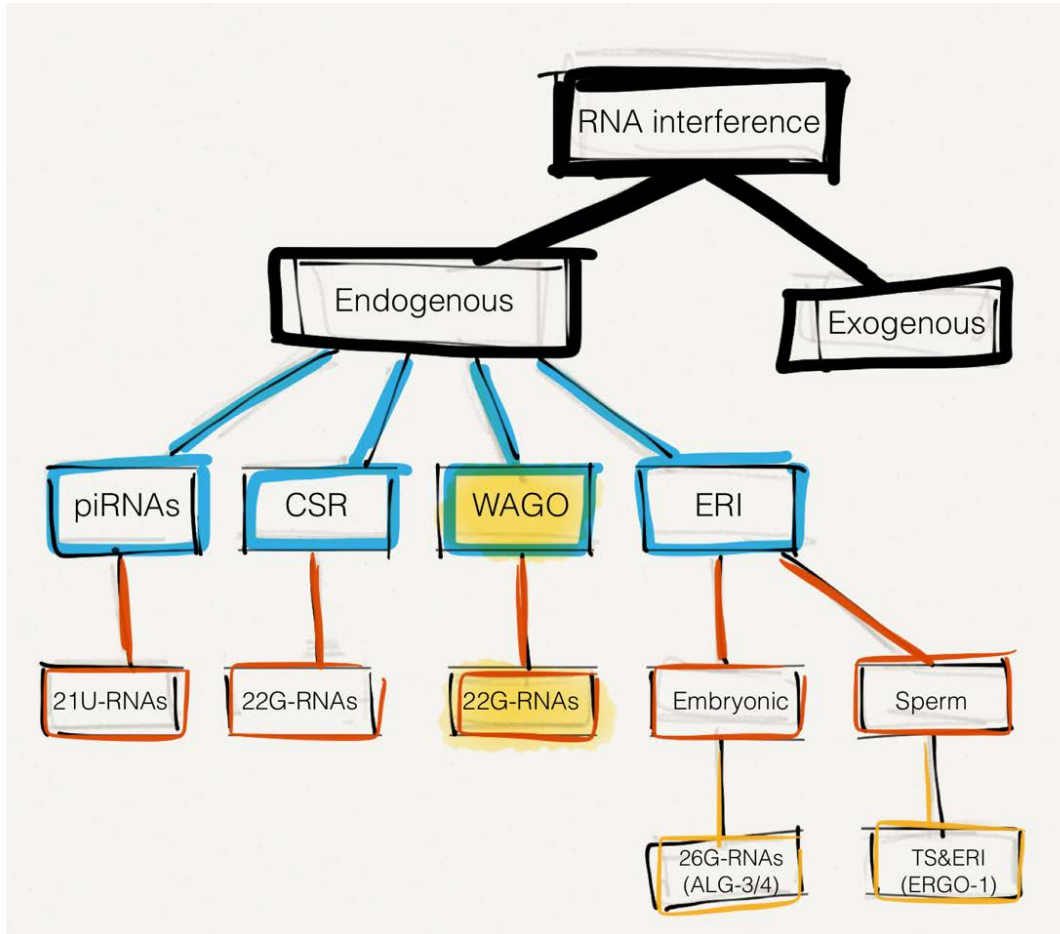 RNA interference
Endogenous
Exogenous
piRNAs
CSR
WAGO
ERI
21U-RNAs
22G-RNAs
22G-RNAs
Embryonic
Sperm
26G-RNAs
(ALG-3/4)
TS&ERI
(ERGO-1)